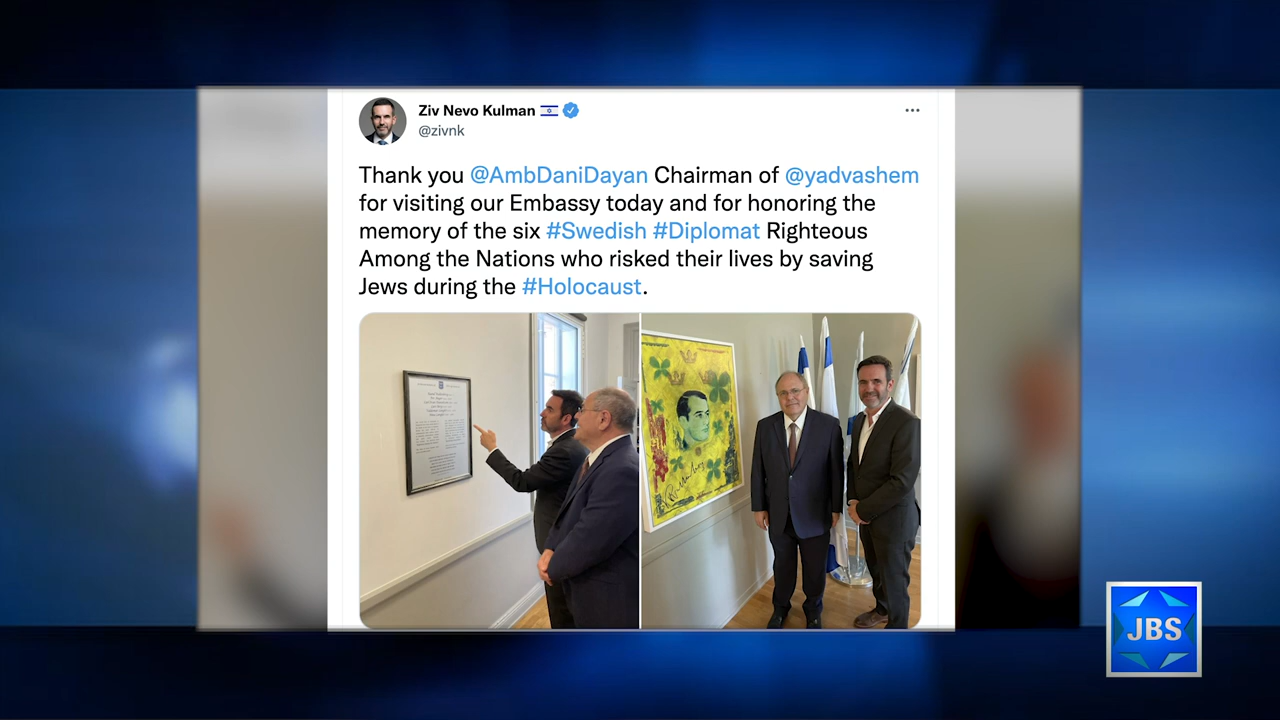 Ziv Nevo Kulman
@zivnk
Thank you @AmbDaniDayan Chairman of @yadvashem
for visiting our Embassy today and for honoring the
memory of the six #Swedish #Diplomat Righteous
Among the Nations who risked their lives by saving
Jews during the #Holocaust.
JBS